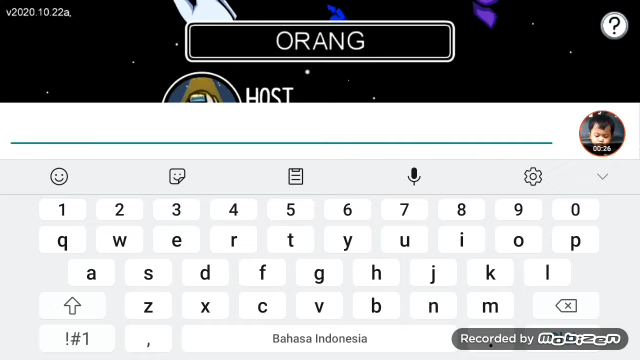 v2020.10.22a,
ORANG
?
HOST
00:26
1 2 3 4 5 6 7 8 9 0
q w e r t y u i o p
a s d f g h j k l
z x c v b n m
!#1 , Bahasa Indonesia .
Recorded by mobizen